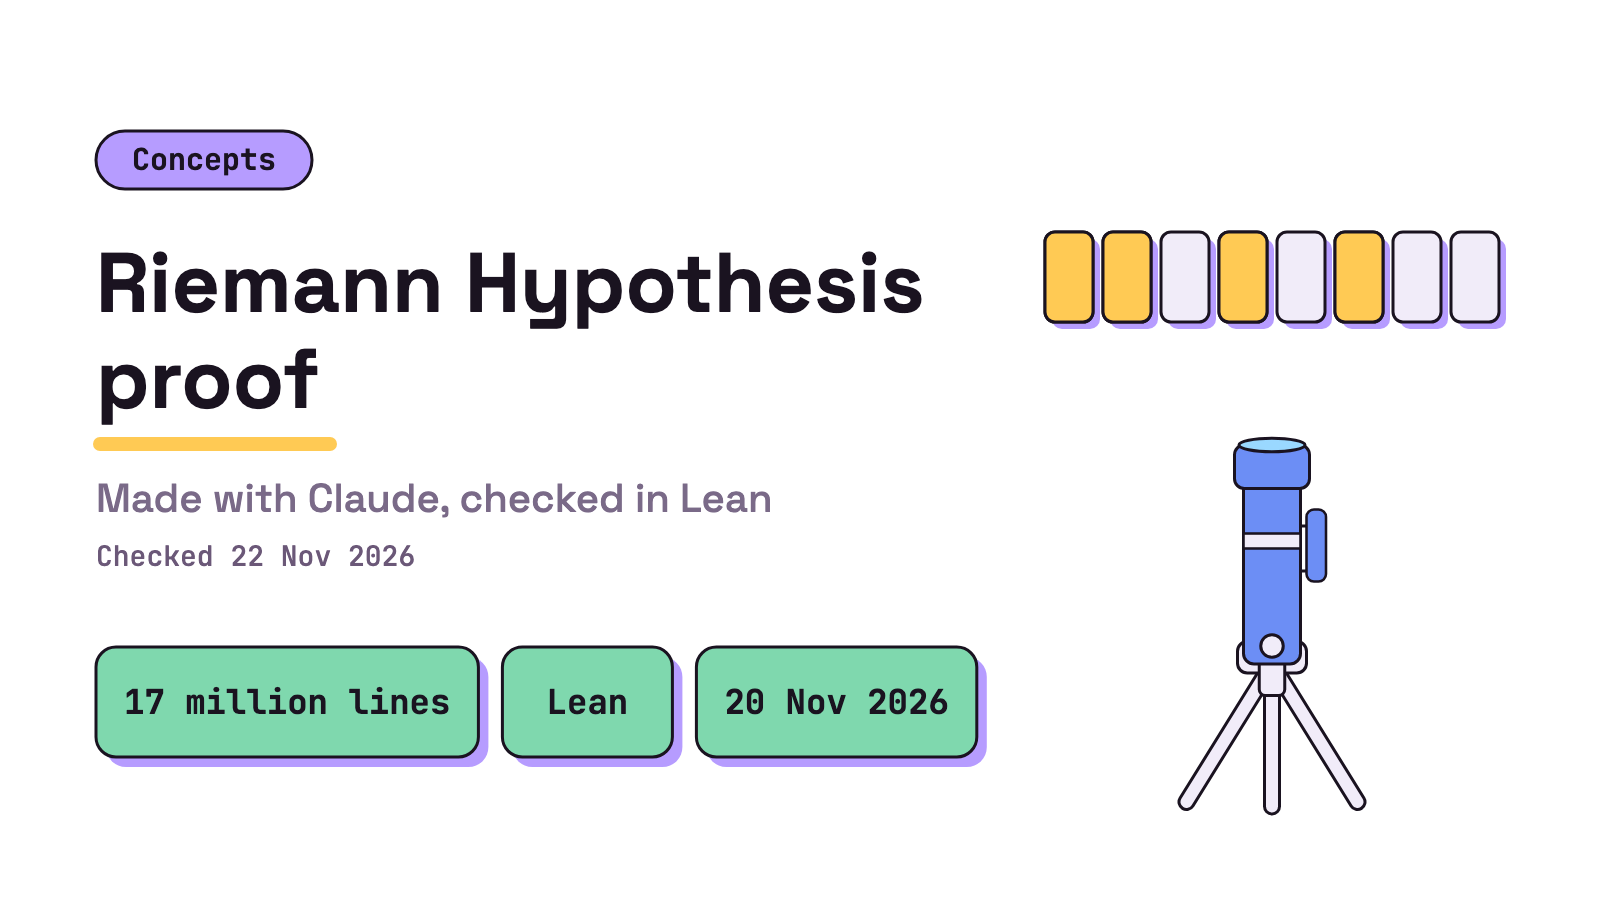 Concepts
Riemann Hypothesis
proof
Made with Claude, checked in Lean
Checked 22 Nov 2026
17 million lines
Lean
20 Nov 2026